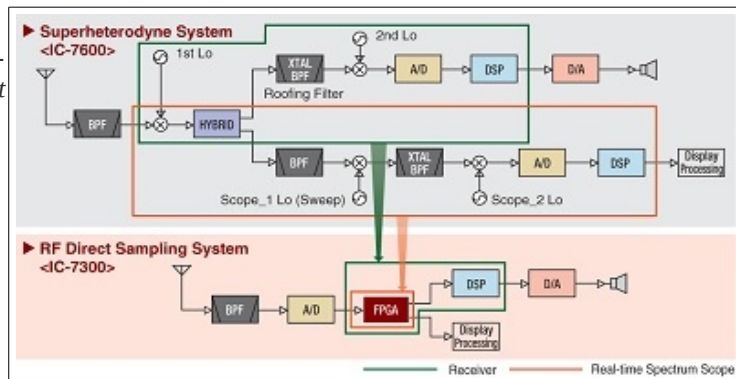 ▶ Superheterodyne System
<IC-7600>
1st Lo
2nd Lo
XTAL
BPF
A/D
DSP
D/A
Roofing Filter
BPF
HYBRID
BPF
XTAL
BPF
A/D
DSP
Display
Processing
Scope_1 Lo (Sweep)
Scope_2 Lo
▶ RF Direct Sampling System
<IC-7300>
BPF
A/D
FPGA
DSP
D/A
Display
Processing
Receiver
Real-time Spectrum Scope